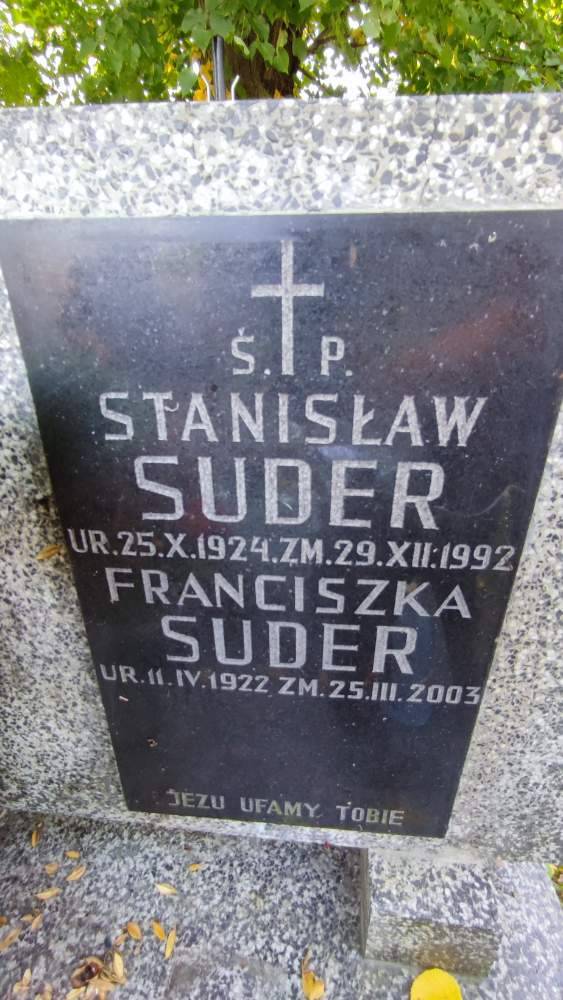 Ś. P.
STANISŁAW
SUDER
UR.25.X.1924.ZM.29.XII.1992
FRANCISZKA
SUDER
UR.11.IV.1922 ZM.25.III.2003
JEZU UFAMY TOBIE